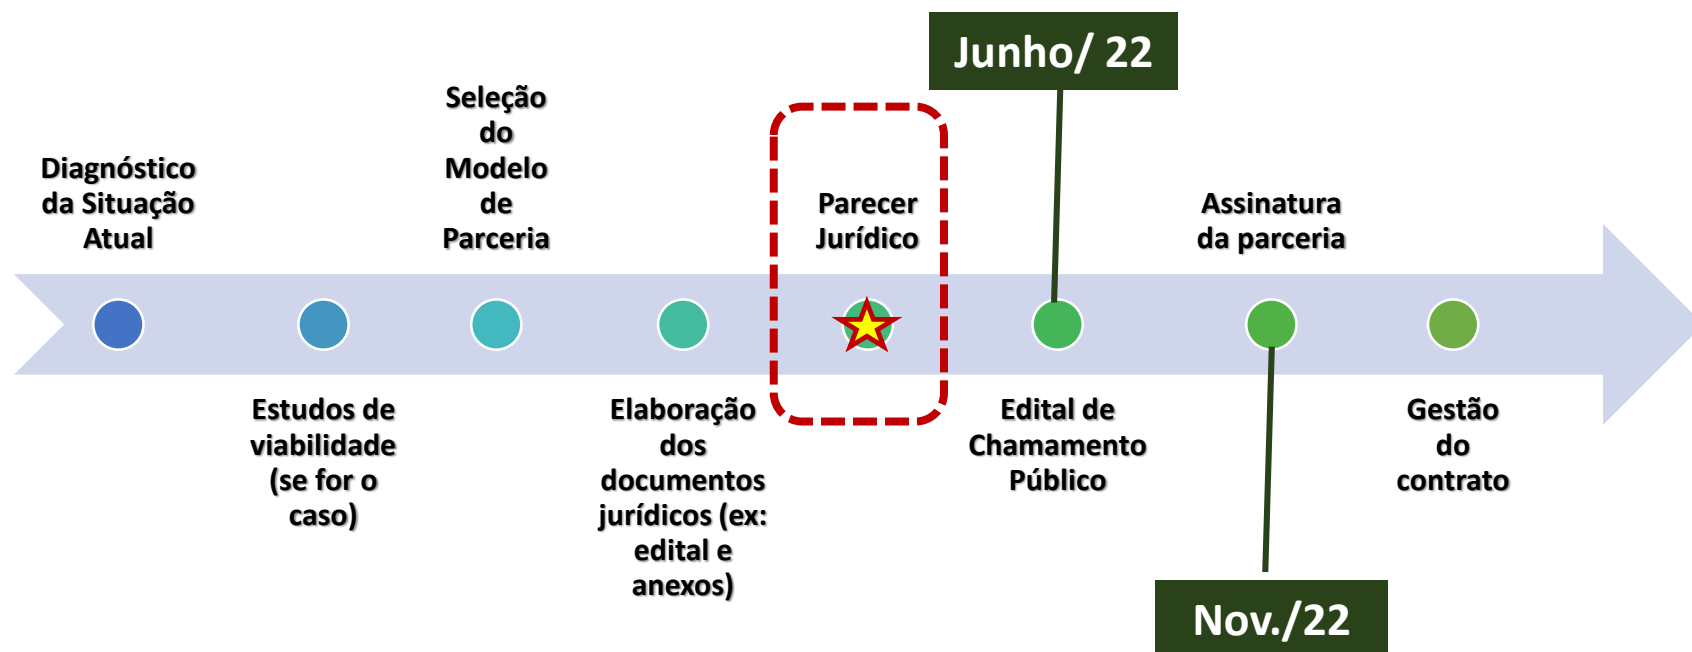 Junho/ 22
Diagnóstico
da Situação
Atual
Estudos de
viabilidade
(se for o
caso)
Seleção
do
Modelo
de
Parceria
Elaboração
dos
documentos
jurídicos (ex:
edital e
anexos)
Parecer
Jurídico
Edital de
Chamamento
Público
Assinatura
da parceria
Gestão
do
contrato
Nov./22